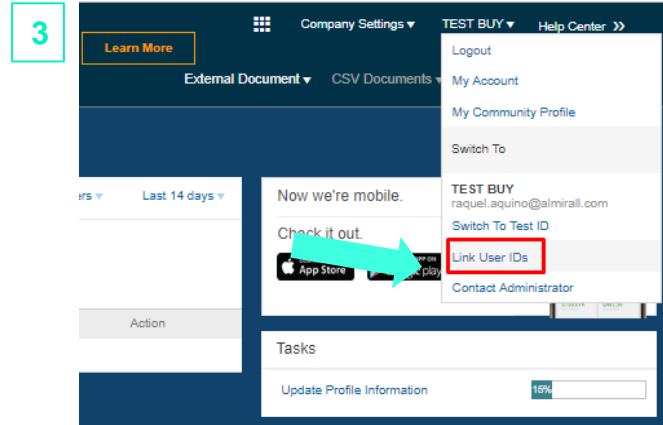 3
Company Settings ▾ TEST BUY ▾ Help Center >>
Learn More
External Document ▾ CSV Documents ▾
Logout
My Account
My Community Profile
Switch To
TEST BUY
raquel.aquino@almirall.com
Switch To Test ID
Link User IDs
Contact Administrator
ers ▾ Last 14 days ▾
Action
Now we're mobile.
Check it out.
App Store
play
Tasks
Update Profile Information 15%